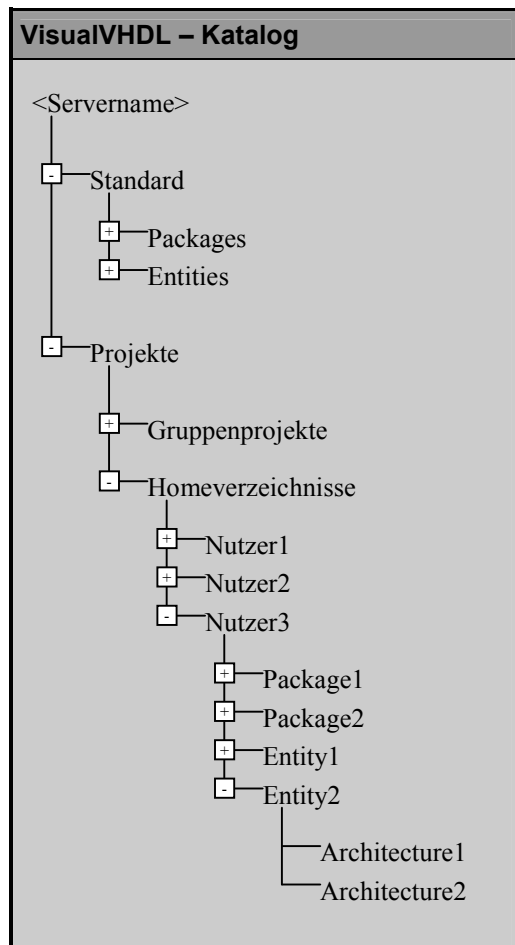 VisualVHDL – Katalog
<Servername>
- Standard
+ Packages
+ Entities
- Projekte
+ Gruppenprojekte
- Homeverzeichnisse
+ Nutzer1
+ Nutzer2
- Nutzer3
+ Package1
+ Package2
+ Entity1
- Entity2
Architecture1
Architecture2